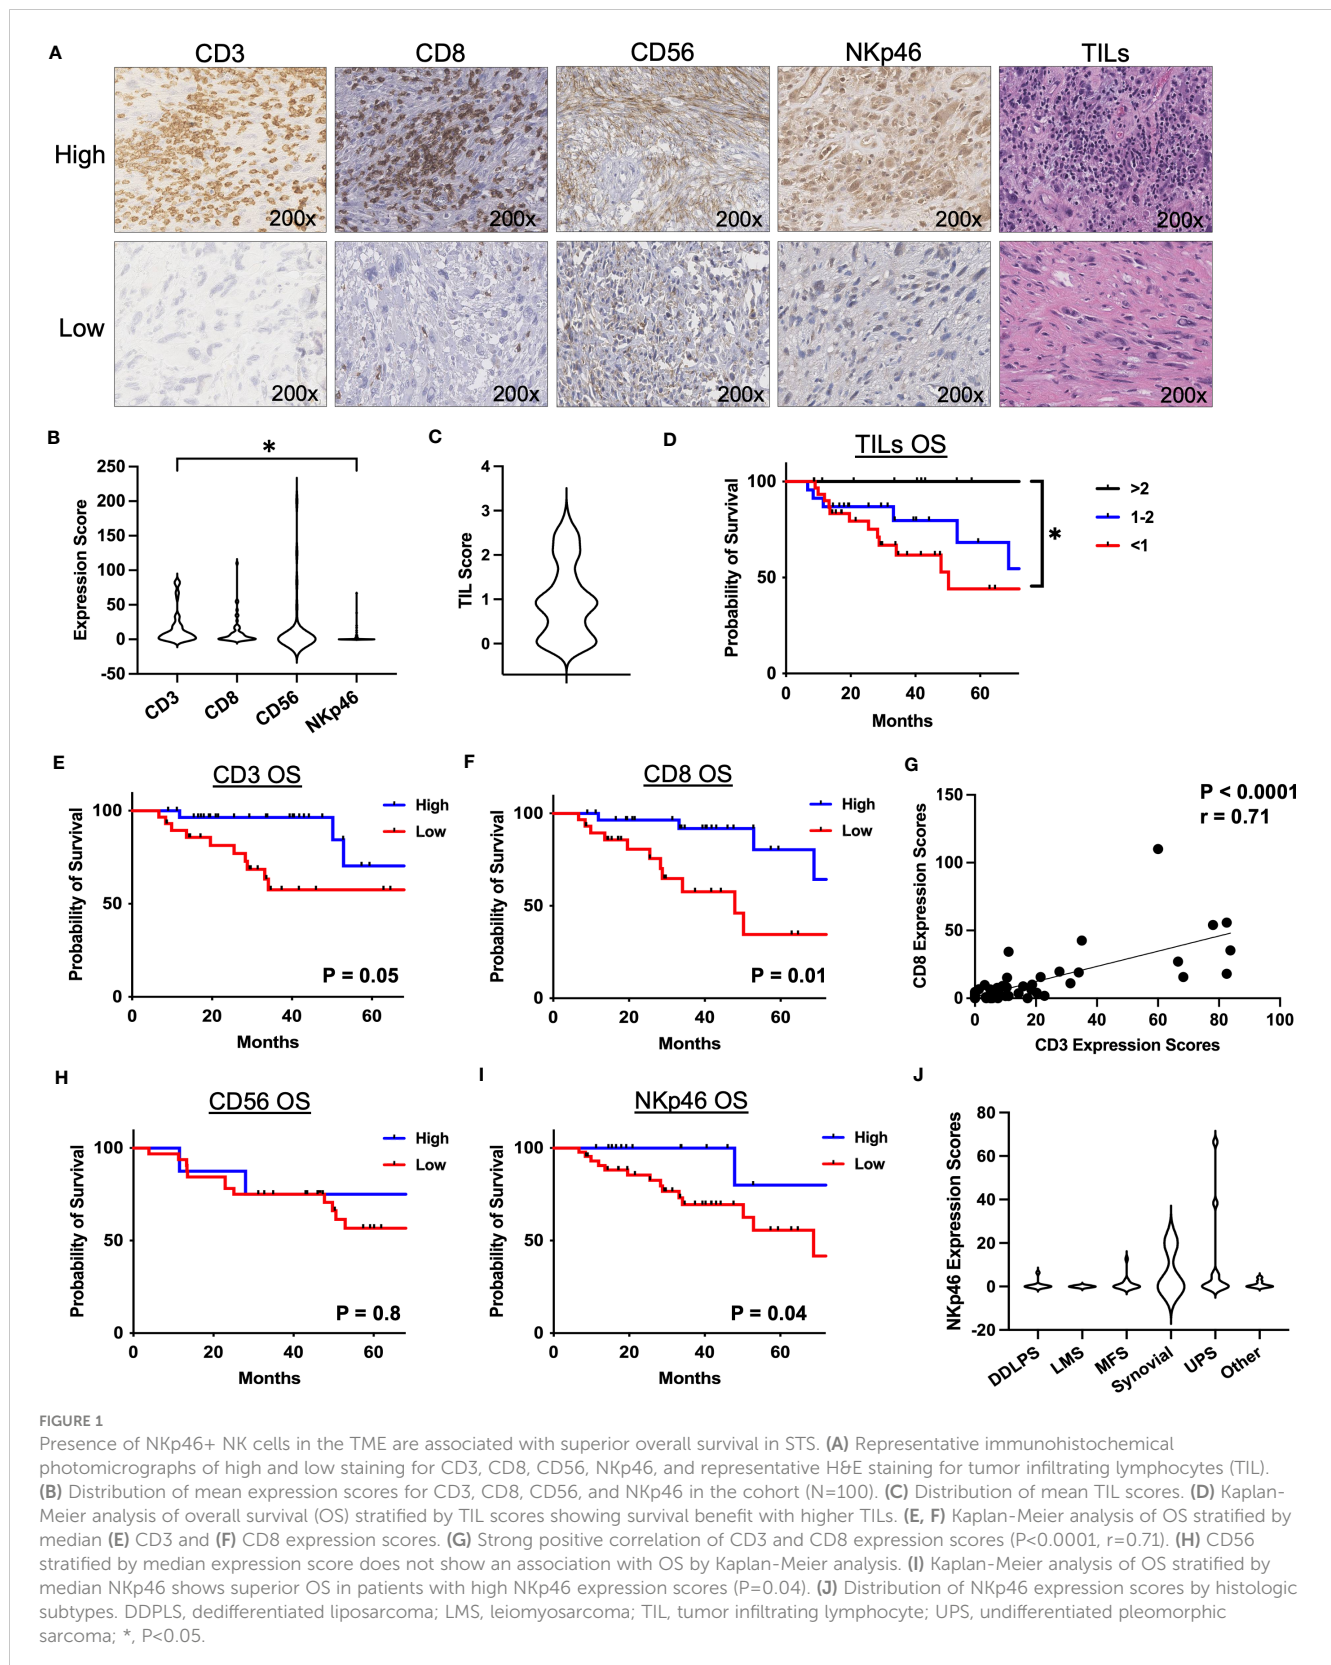 A
CD3
CD8
CD56
NKp46
TILs
High
200x
200x
200x
200x
200x
Low
200x
200x
200x
200x
200x
B
*
250
200
150
100
50
0
-50
Expression Score
CD3
CD8
CD56
NKp46
C
4
3
2
1
0
TIL Score
D
TILs OS
100
50
0
Probability of Survival
0
20
40
60
Months
>2
1-2
<1
*
E
CD3 OS
100
50
0
Probability of Survival
High
Low
P = 0.05
0
20
40
60
Months
F
CD8 OS
100
50
0
Probability of Survival
High
Low
P = 0.01
0
20
40
60
Months
G
150
100
50
0
CD8 Expression Scores
P < 0.0001
r = 0.71
0
20
40
60
80
100
CD3 Expression Scores
H
CD56 OS
100
50
0
Probability of Survival
High
Low
P = 0.8
0
20
40
60
Months
I
NKp46 OS
100
50
0
Probability of Survival
High
Low
P = 0.04
0
20
40
60
Months
J
80
60
40
20
0
-20
NKp46 Expression Scores
DDLPS
LMS
MFS
Synovial
UPS
Other
FIGURE 1
Presence of NKp46+ NK cells in the TME are associated with superior overall survival in STS. (A) Representative immunohistochemical
photomicrographs of high and low staining for CD3, CD8, CD56, NKp46, and representative H&E staining for tumor infiltrating lymphocytes (TIL).
(B) Distribution of mean expression scores for CD3, CD8, CD56, and NKp46 in the cohort (N=100). (C) Distribution of mean TIL scores. (D) Kaplan-
Meier analysis of overall survival (OS) stratified by TIL scores showing survival benefit with higher TILs. (E, F) Kaplan-Meier analysis of OS stratified by
median (E) CD3 and (F) CD8 expression scores. (G) Strong positive correlation of CD3 and CD8 expression scores (P<0.0001, r=0.71). (H) CD56
stratified by median expression score does not show an association with OS by Kaplan-Meier analysis. (I) Kaplan-Meier analysis of OS stratified by
median NKp46 shows superior OS in patients with high NKp46 expression scores (P=0.04). (J) Distribution of NKp46 expression scores by histologic
subtypes. DDPLS, dedifferentiated liposarcoma; LMS, leiomyosarcoma; TIL, tumor infiltrating lymphocyte; UPS, undifferentiated pleomorphic
sarcoma; *, P<0.05.